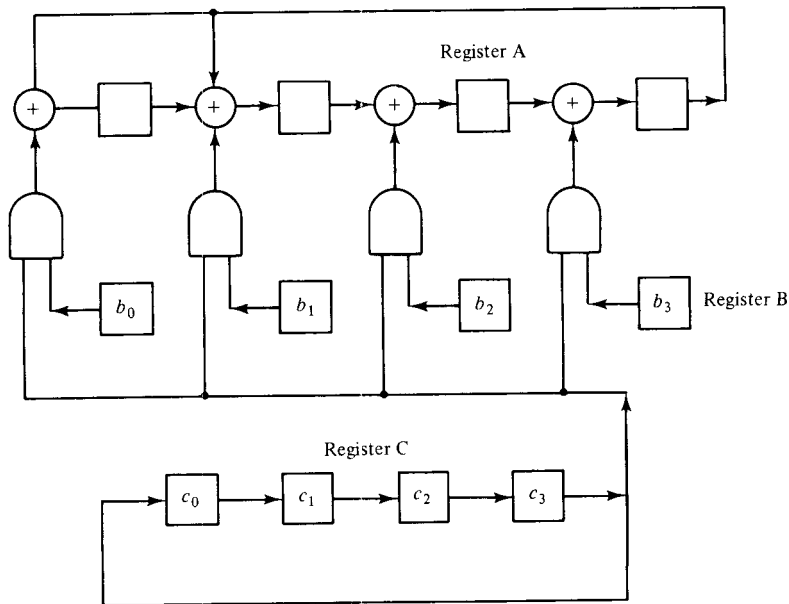 Register A
+ + + +
b0 b1 b2 b3 Register B
Register C
c0 c1 c2 c3